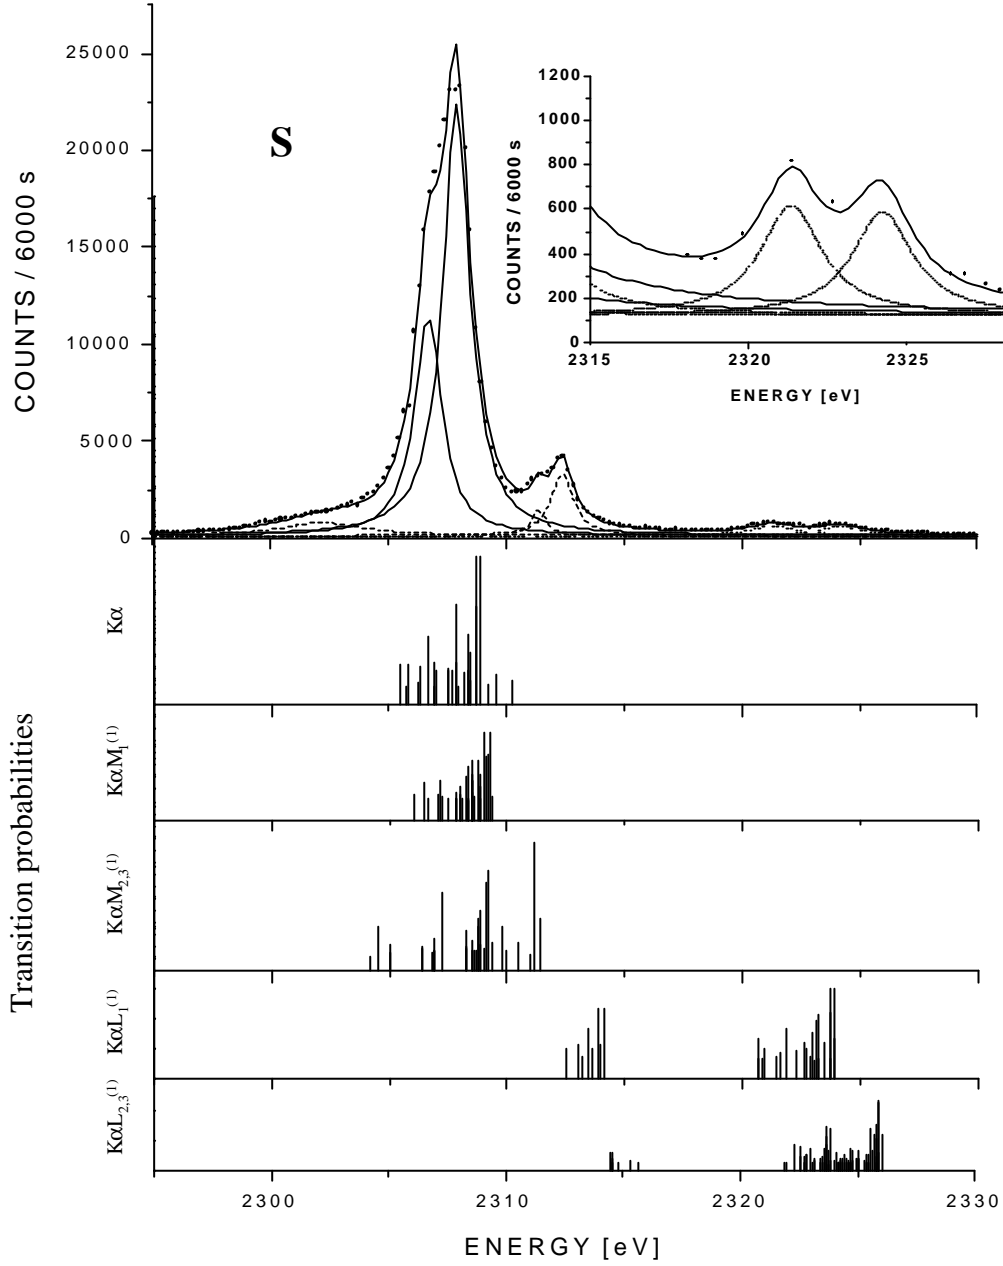 25000
20000
15000
10000
5000
0
COUNTS / 6000 s
S
1200
1000
800
600
400
200
0
COUNTS / 6000 s
2315
2320
2325
ENERGY [eV]
Transition probabilities
Kα
KαM₁⁽¹⁾
KαM₂,₃⁽¹⁾
KαL₁⁽¹⁾
KαL₂,₃⁽¹⁾
2300
2310
2320
2330
ENERGY [eV]